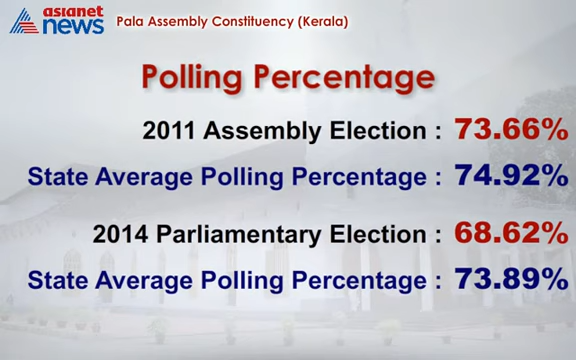 asianet
news
Pala Assembly Constituency (Kerala)
Polling Percentage
2011 Assembly Election : 73.66%
State Average Polling Percentage : 74.92%
2014 Parliamentary Election : 68.62%
State Average Polling Percentage : 73.89%